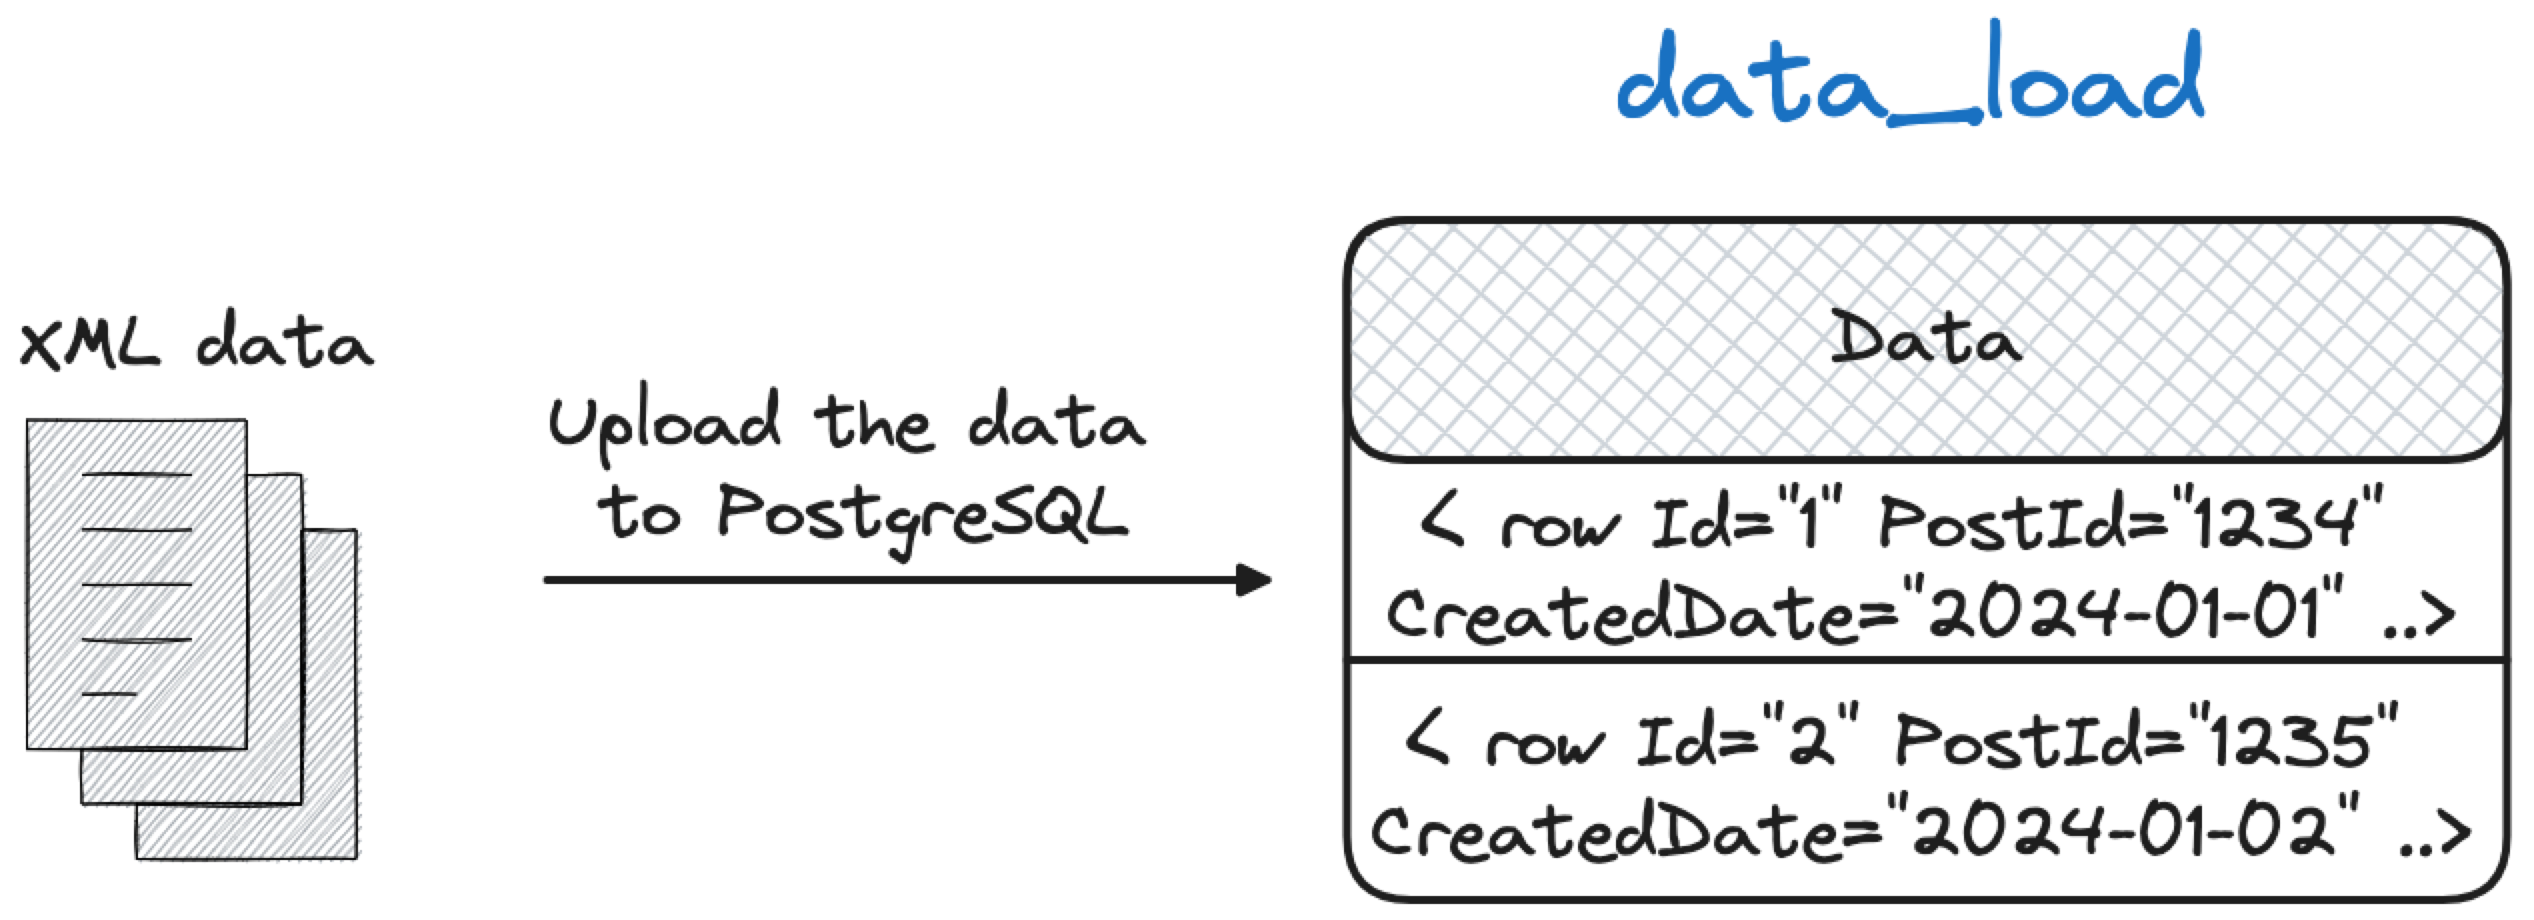 data_load
XML data
Upload the data
to PostgreSQL
Data
< row Id="1" PostId="1234"
CreatedDate="2024-01-01" ..>
< row Id="2" PostId="1235"
CreatedDate="2024-01-02" ..>